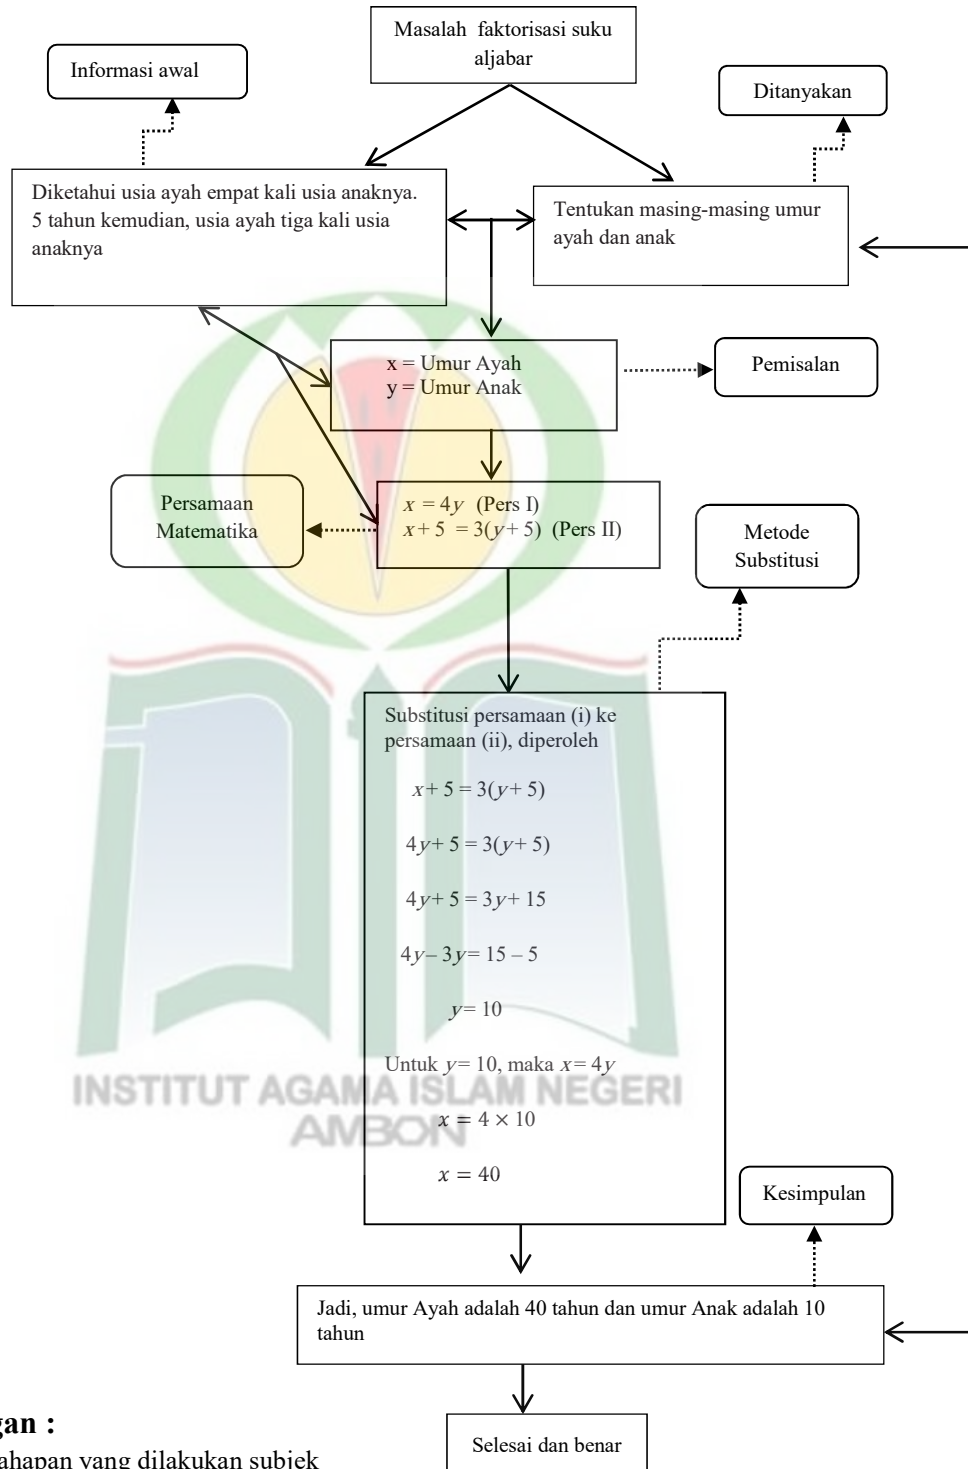 Masalah faktorisasi suku
aljabar
Informasi awal
Ditanyakan
Diketahui usia ayah empat kali usia anaknya.
5 tahun kemudian, usia ayah tiga kali usia
anaknya
Tentukan masing-masing umur
ayah dan anak
x = Umur Ayah
y = Umur Anak
Pemisalan
Persamaan
Matematika
x = 4y (Pers I)
x + 5 = 3(y + 5) (Pers II)
Metode
Substitusi
Substitusi persamaan (i) ke
persamaan (ii), diperoleh
x + 5 = 3(y + 5)
4y + 5 = 3(y + 5)
4y + 5 = 3y + 15
4y – 3y = 15 – 5
y = 10
Untuk y = 10, maka x = 4y
x = 4 × 10
x = 40
INSTITUT AGAMA ISLAM NEGERI
AMBON
Kesimpulan
Jadi, umur Ayah adalah 40 tahun dan umur Anak adalah 10
tahun
Selesai dan benar
gan :
ahapan yang dilakukan subjek